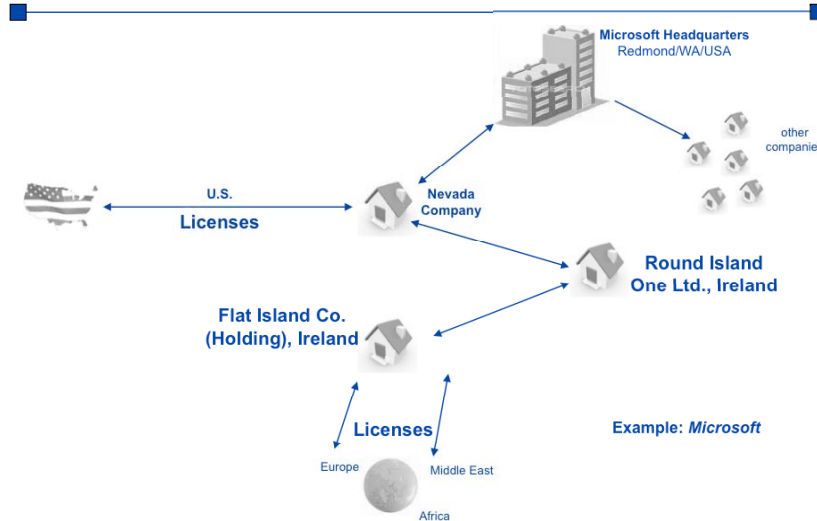 Microsoft Headquarters
Redmond/WA/USA
other
companie
U.S.
Licenses
Nevada
Company
Round Island
One Ltd., Ireland
Flat Island Co.
(Holding), Ireland
Licenses
Example: Microsoft
Europe
Middle East
Africa